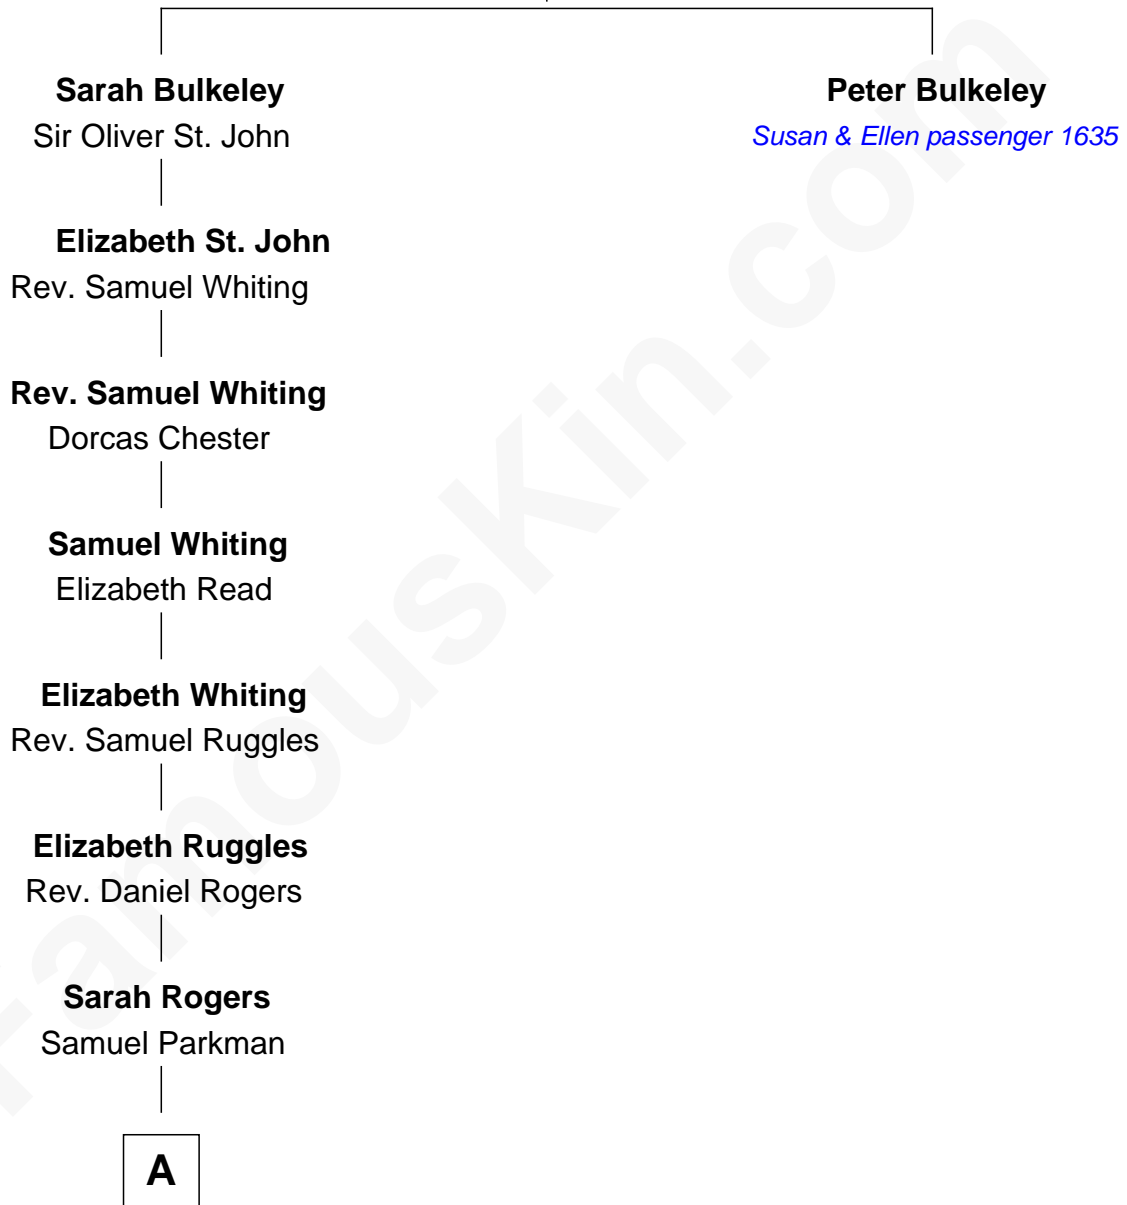 Sarah Bulkeley
Sir Oliver St. John
Peter Bulkeley
Susan & Ellen passenger 1635
Elizabeth St. John
Rev. Samuel Whiting
Rev. Samuel Whiting
Dorcas Chester
Samuel Whiting
Elizabeth Read
Elizabeth Whiting
Rev. Samuel Ruggles
Elizabeth Ruggles
Rev. Daniel Rogers
Sarah Rogers
Samuel Parkman
A
FamousKin.com